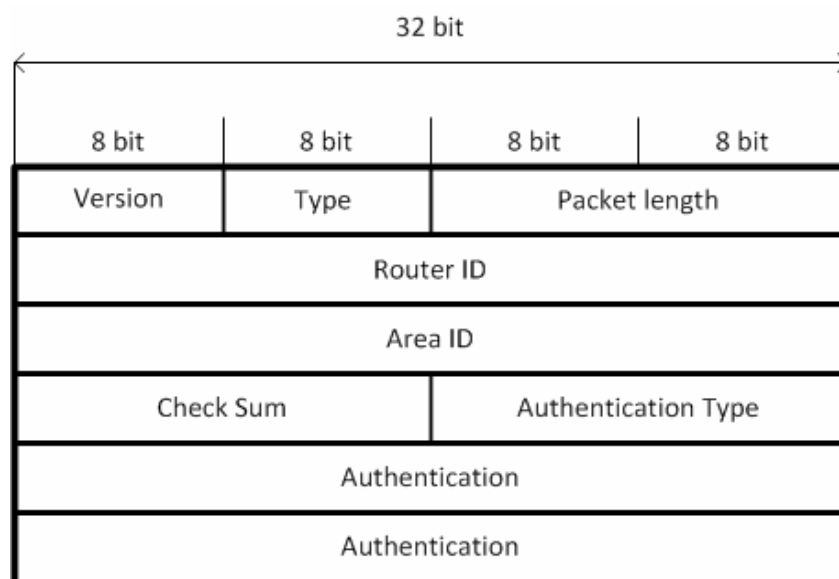 32 bit
8 bit 8 bit 8 bit 8 bit
Version Type Packet length
Router ID
Area ID
Check Sum Authentication Type
Authentication
Authentication